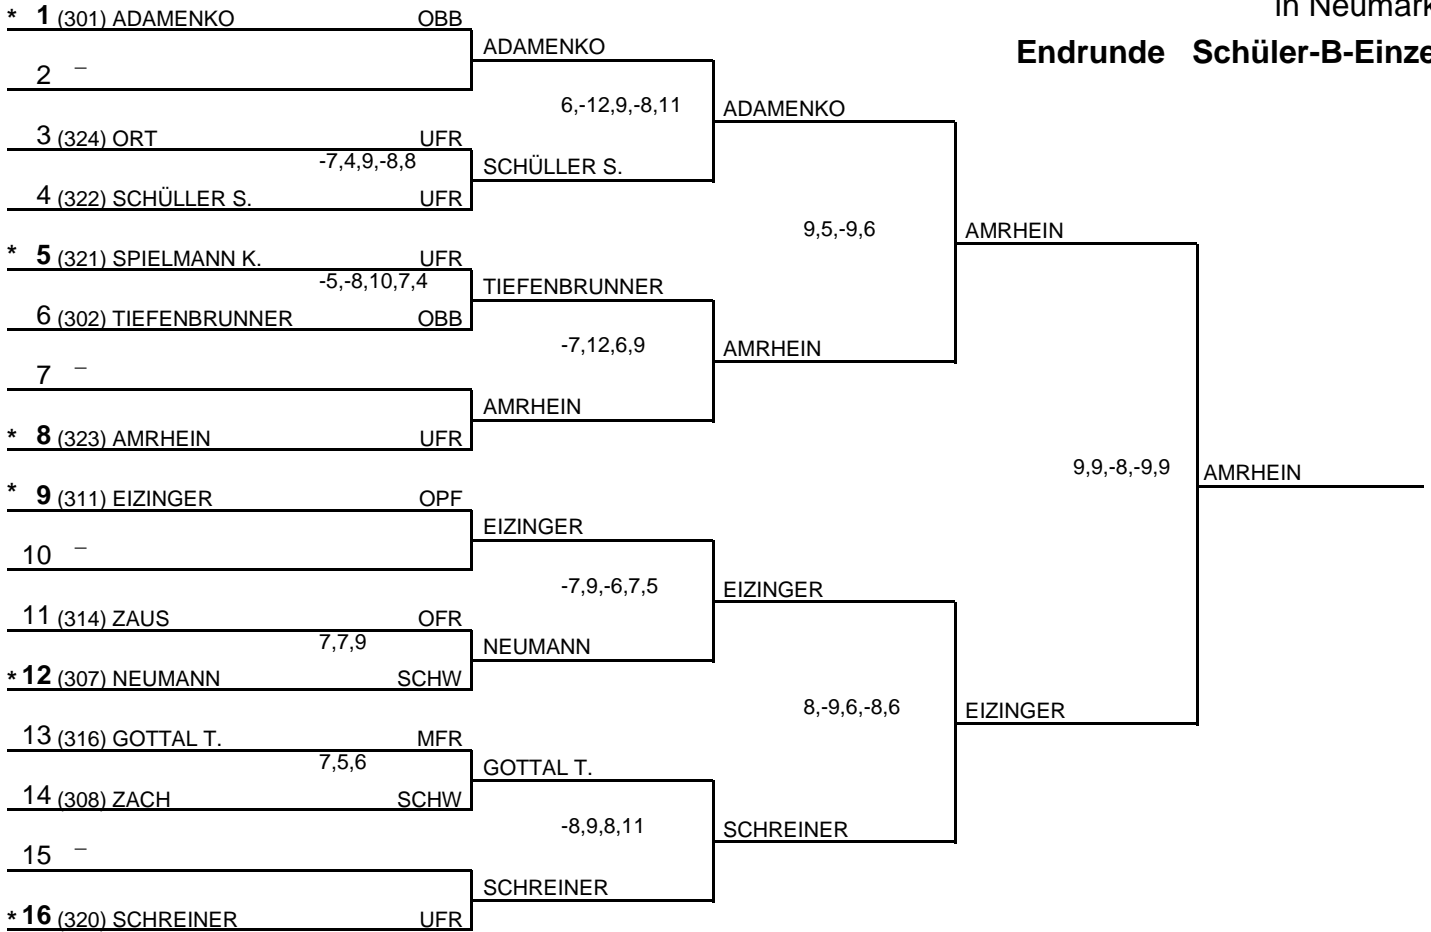 in Neumark
Endrunde Schüler-B-Einze
* 1 (301) ADAMENKO OBB
ADAMENKO
2 –
6,-12,9,-8,11
ADAMENKO
3 (324) ORT UFR
-7,4,9,-8,8
SCHÜLLER S.
4 (322) SCHÜLLER S. UFR
9,5,-9,6
AMRHEIN
* 5 (321) SPIELMANN K. UFR
-5,-8,10,7,4
TIEFENBRUNNER
6 (302) TIEFENBRUNNER OBB
-7,12,6,9
AMRHEIN
7 –
AMRHEIN
* 8 (323) AMRHEIN UFR
9,9,-8,-9,9
AMRHEIN
* 9 (311) EIZINGER OPF
EIZINGER
10 –
-7,9,-6,7,5
EIZINGER
11 (314) ZAUS OFR
7,7,9
NEUMANN
* 12 (307) NEUMANN SCHW
8,-9,6,-8,6
EIZINGER
13 (316) GOTTAL T. MFR
7,5,6
GOTTAL T.
14 (308) ZACH SCHW
-8,9,8,11
SCHREINER
15 –
SCHREINER
* 16 (320) SCHREINER UFR